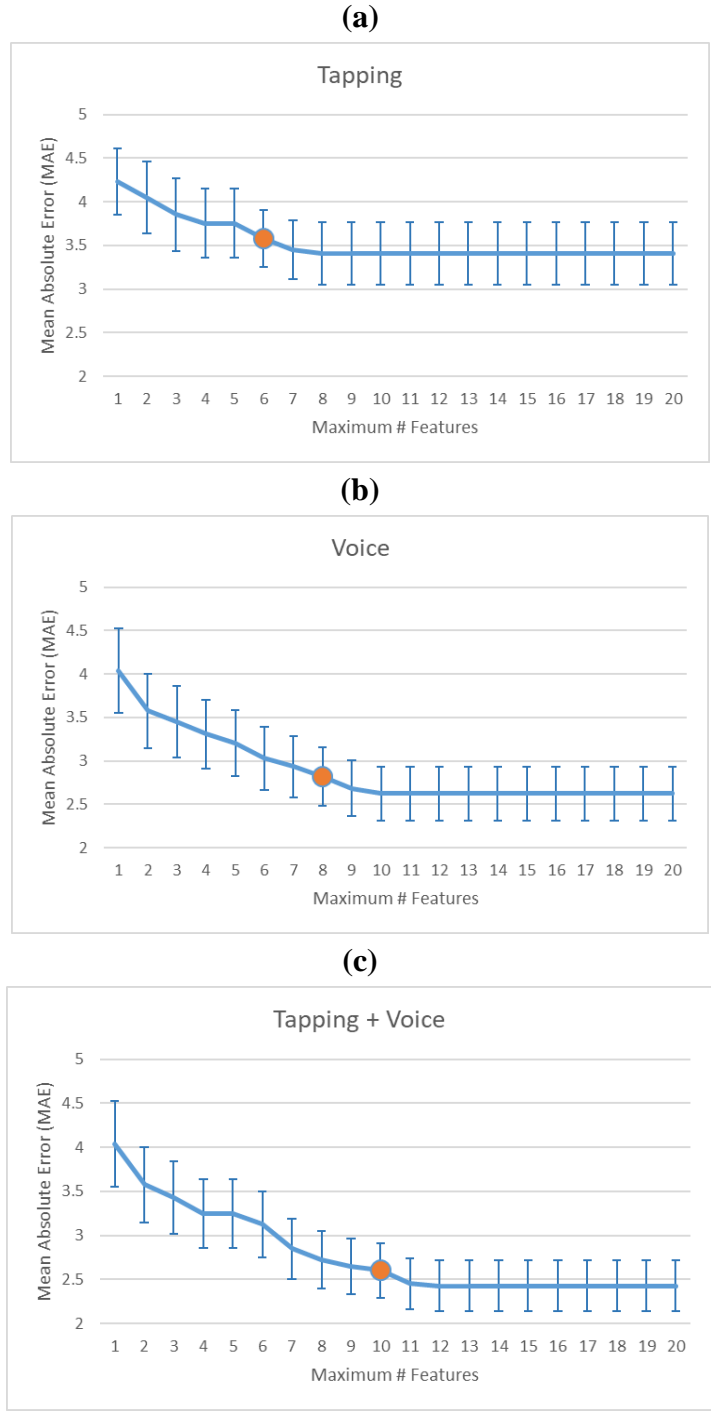 (a)
Tapping
Mean Absolute Error (MAE)
5
4.5
4
3.5
3
2.5
2
1 2 3 4 5 6 7 8 9 10 11 12 13 14 15 16 17 18 19 20
Maximum # Features
(b)
Voice
Mean Absolute Error (MAE)
5
4.5
4
3.5
3
2.5
2
1 2 3 4 5 6 7 8 9 10 11 12 13 14 15 16 17 18 19 20
Maximum # Features
(c)
Tapping + Voice
Mean Absolute Error (MAE)
5
4.5
4
3.5
3
2.5
2
1 2 3 4 5 6 7 8 9 10 11 12 13 14 15 16 17 18 19 20
Maximum # Features